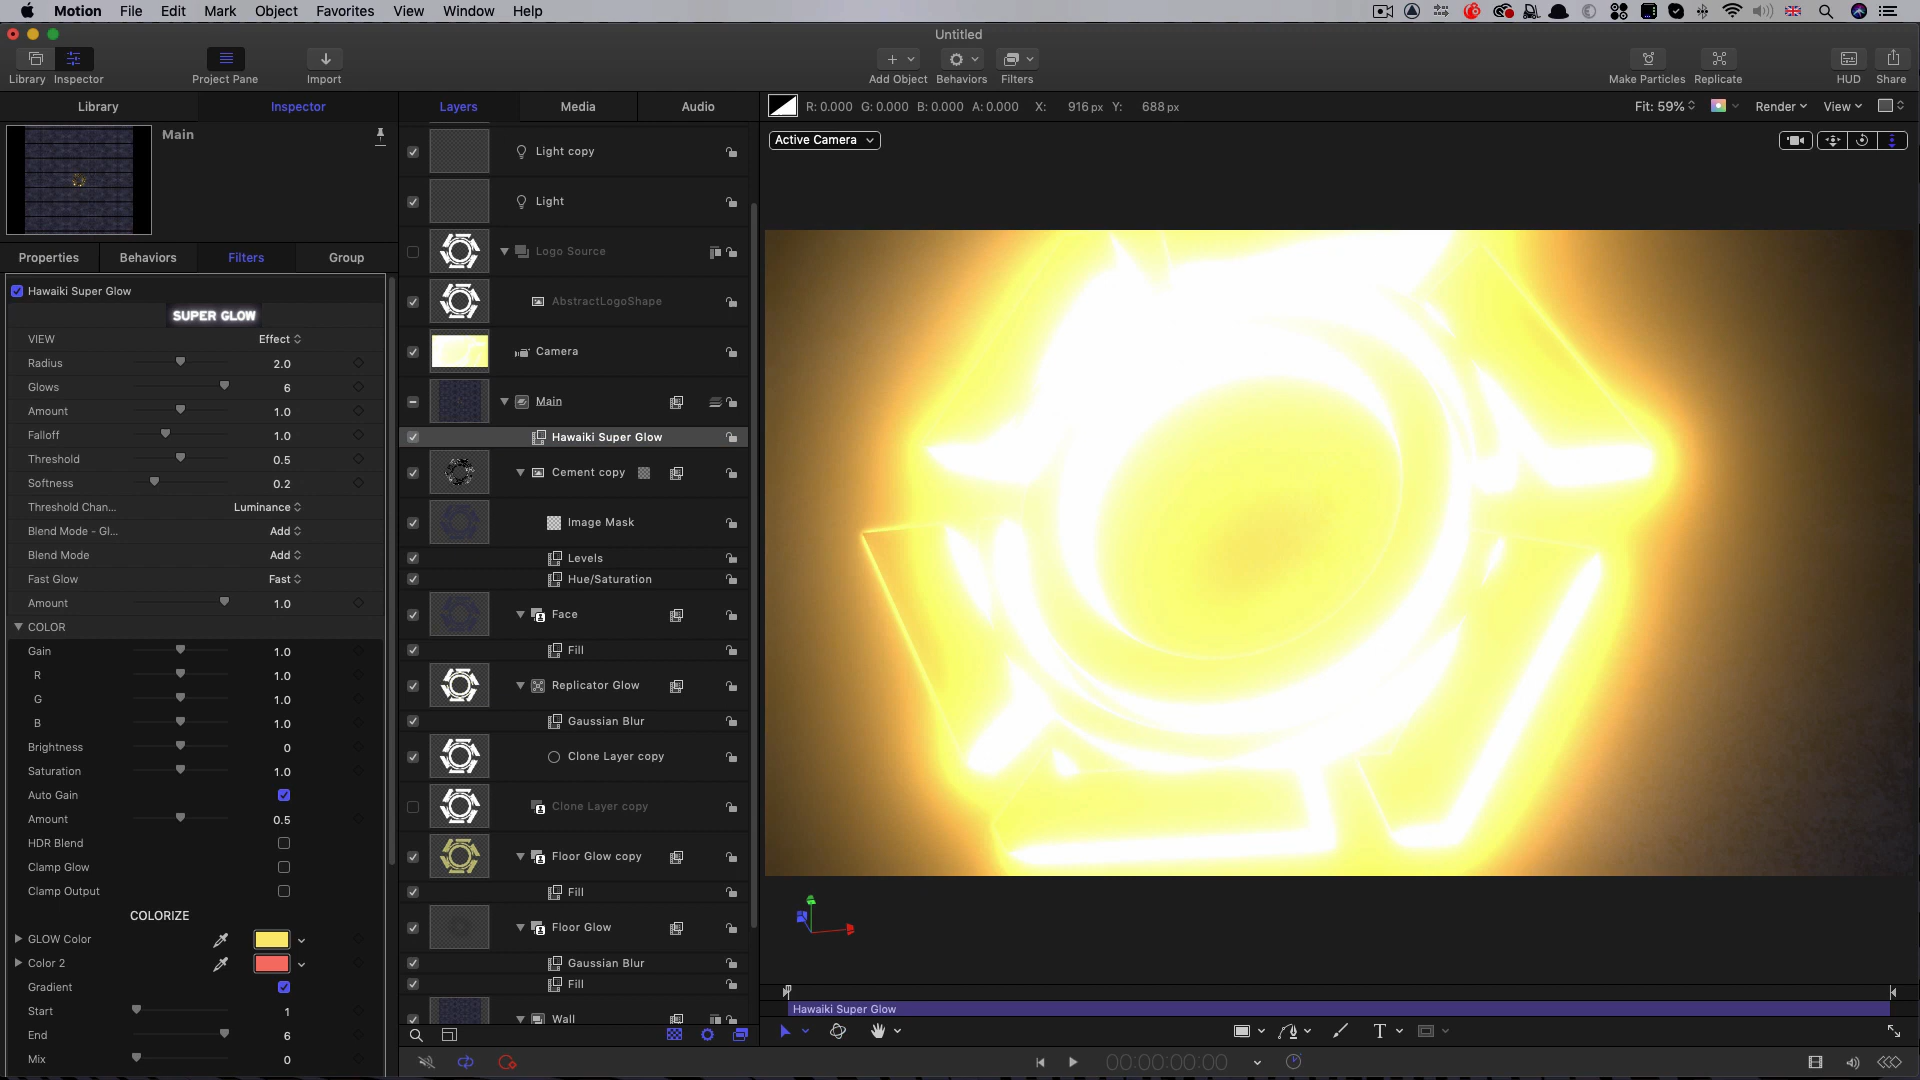 Motion File Edit Mark Object Favorites View Window Help
Untitled
Library Inspector Project Pane Import Add Object Behaviors Filters Make Particles Replicate HUD Share
Library Inspector Layers Media Audio R: 0.000 G: 0.000 B: 0.000 A: 0.000 X: 916 px Y: 688 px Fit: 59% Render View
Main
Active Camera
Properties Behaviors Filters Group
Hawaiki Super Glow
SUPER GLOW
VIEW Effect
Radius 2.0
Glows 6
Amount 1.0
Falloff 1.0
Threshold 0.5
Softness 0.2
Threshold Chan... Luminance
Blend Mode - Gl... Add
Blend Mode Add
Fast Glow Fast
Amount 1.0
COLOR
Gain 1.0
R 1.0
G 1.0
B 1.0
Brightness 0
Saturation 1.0
Auto Gain
Amount 0.5
HDR Blend
Clamp Glow
Clamp Output
COLORIZE
GLOW Color
Color 2
Gradient
Start 1
End 6
Mix 0
Light copy
Light
Logo Source
AbstractLogoShape
Camera
Main
Hawaiki Super Glow
Cement copy
Image Mask
Levels
Hue/Saturation
Face
Fill
Replicator Glow
Gaussian Blur
Clone Layer copy
Clone Layer copy
Floor Glow copy
Fill
Floor Glow
Gaussian Blur
Fill
Wall
Hawaiki Super Glow
T
00:00:00:00